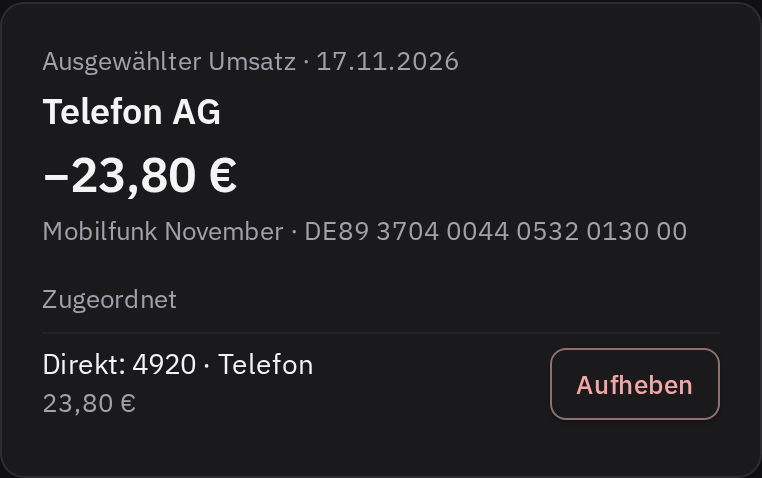 Ausgewählter Umsatz · 17.11.2026
Telefon AG
−23,80 €
Mobilfunk November · DE89 3704 0044 0532 0130 00
Zugeordnet
Direkt: 4920 · Telefon
23,80 €
Aufheben